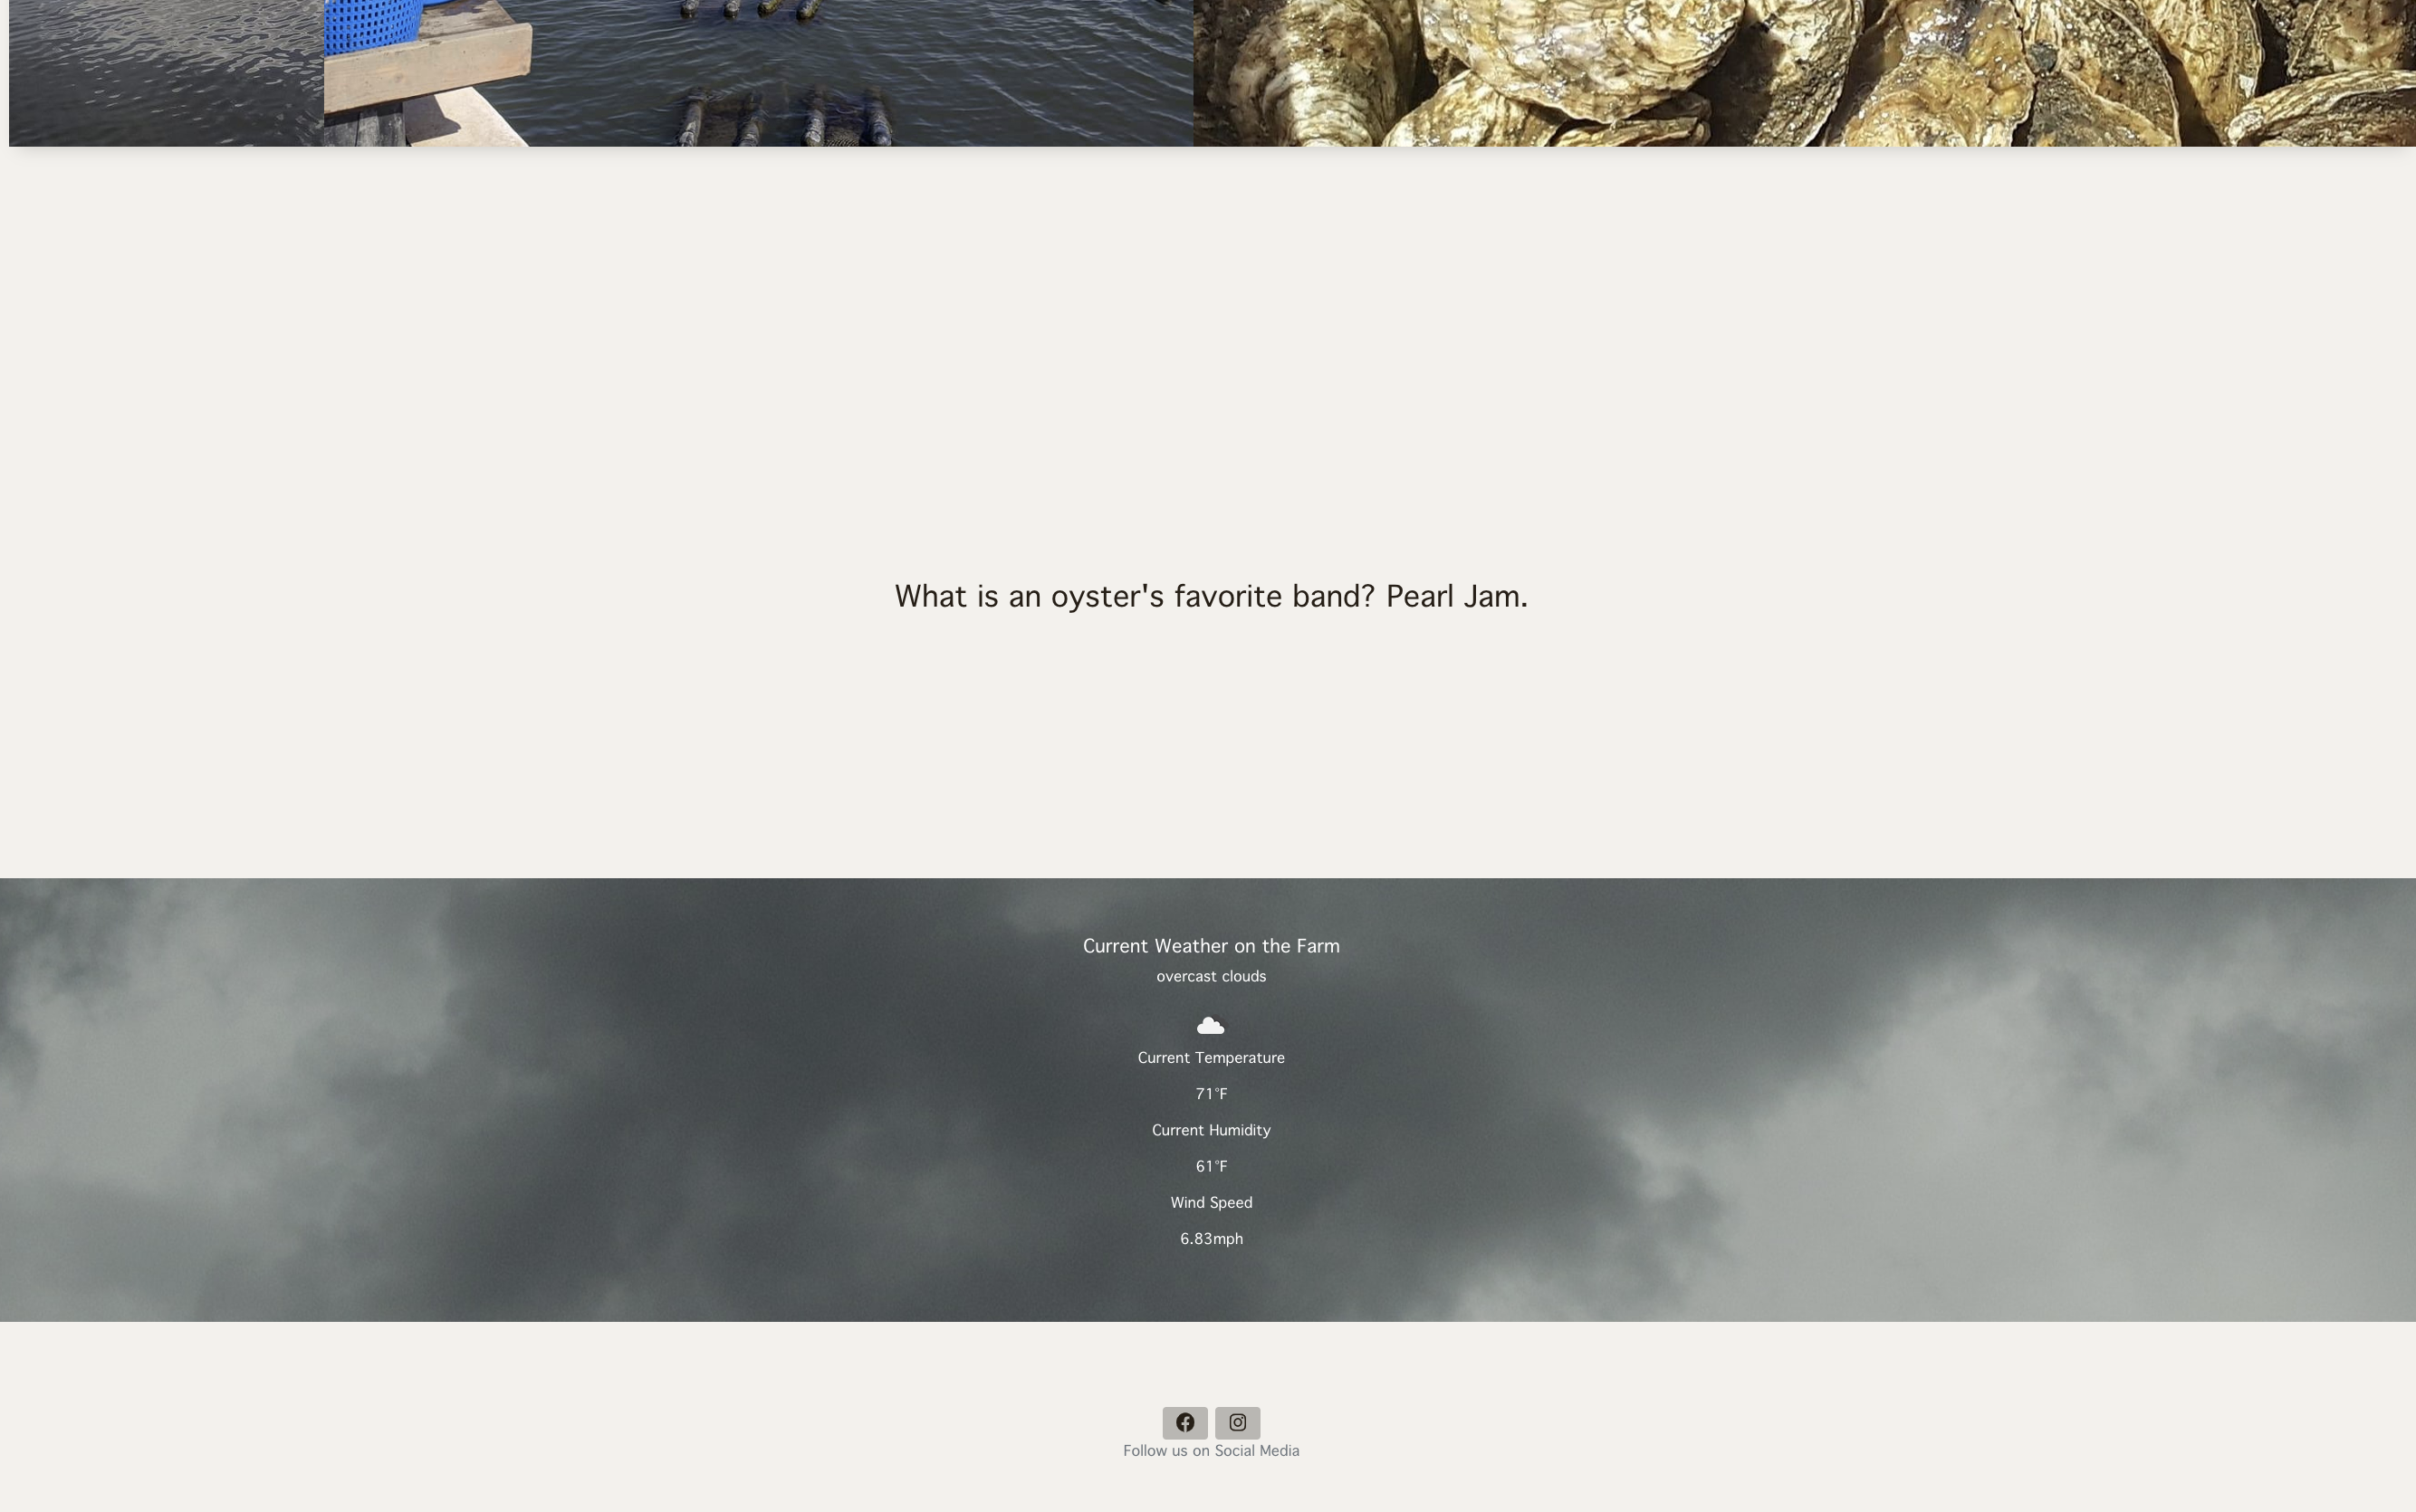 What is an oyster's favorite band? Pearl Jam.
Current Weather on the Farm
overcast clouds
Current Temperature
71°F
Current Humidity
61°F
Wind Speed
6.83mph
Follow us on Social Media